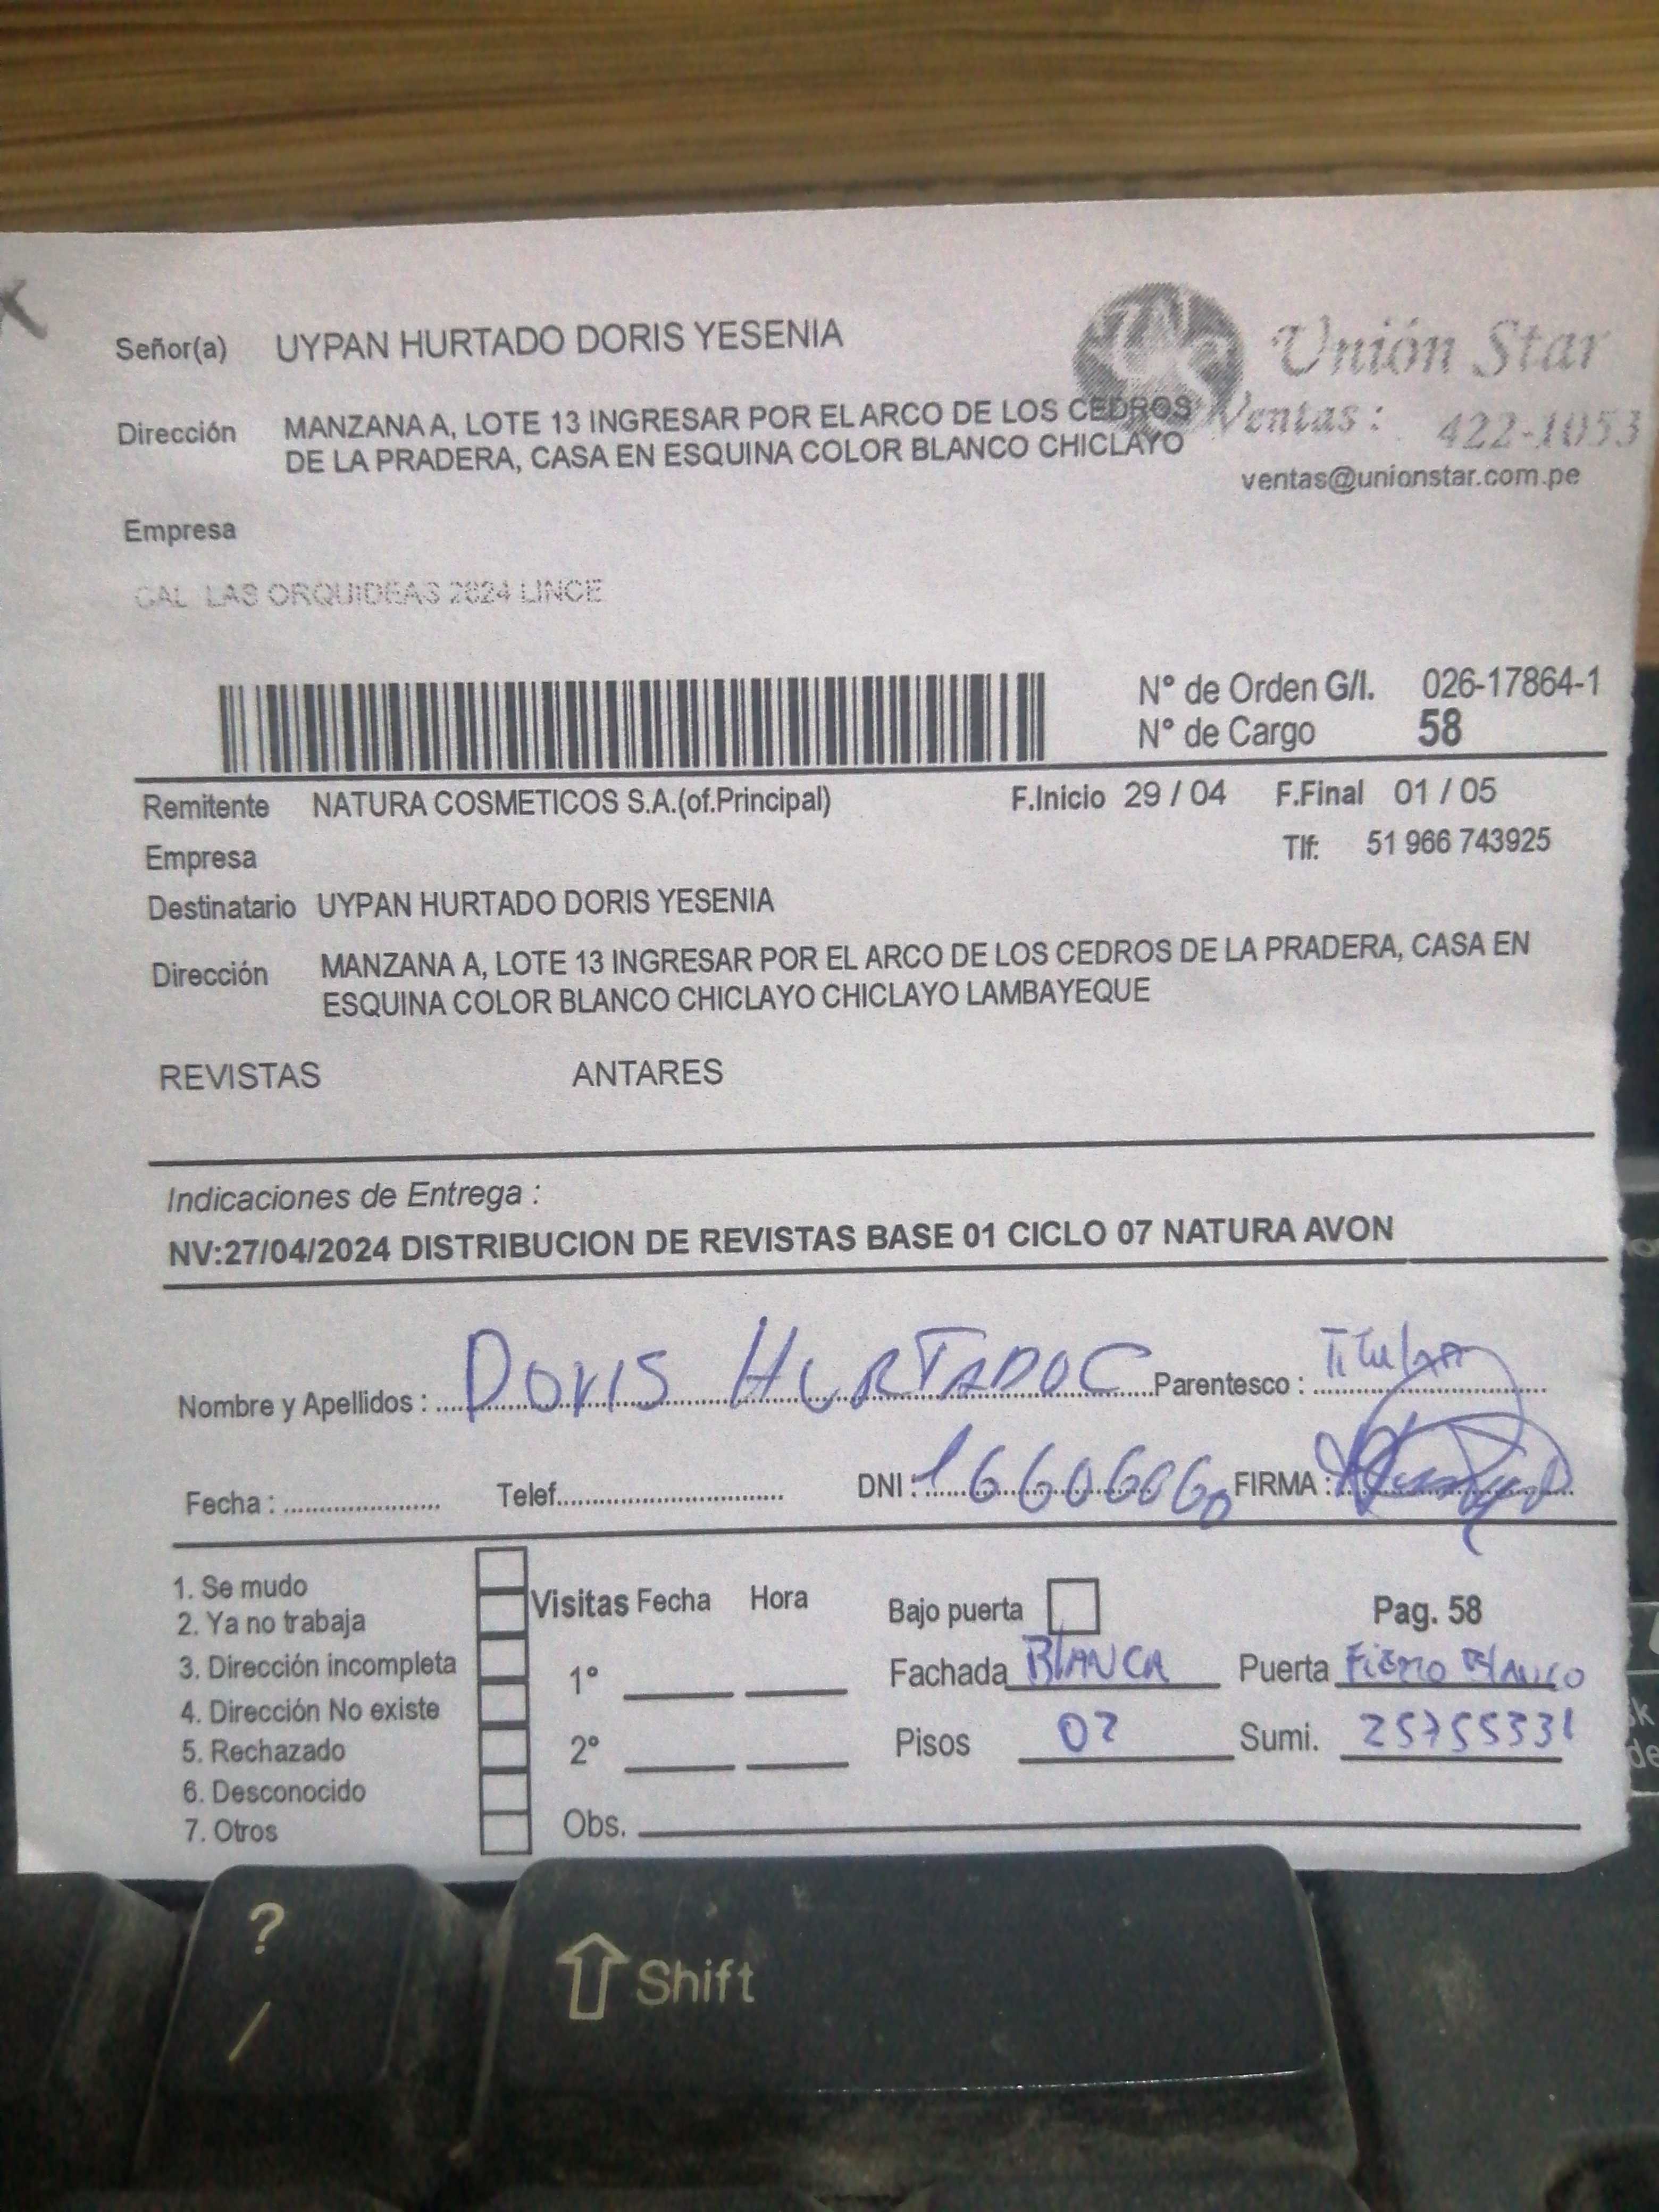 Señor(a) UYPAN HURTADO DORIS YESENIA
Unión Star
Dirección MANZANA A, LOTE 13 INGRESAR POR EL ARCO DE LOS CEDROS
DE LA PRADERA, CASA EN ESQUINA COLOR BLANCO CHICLAYO
Ventas: 422-1053
ventas@unionstar.com.pe
Empresa
CAL LAS ORQUIDEAS 2624 LINCE
N° de Orden G/I. 026-17864-1
N° de Cargo 58
Remitente NATURA COSMETICOS S.A.(of.Principal) F.Inicio 29 / 04 F.Final 01 / 05
Empresa Tlf: 51 966 743925
Destinatario UYPAN HURTADO DORIS YESENIA
Dirección MANZANA A, LOTE 13 INGRESAR POR EL ARCO DE LOS CEDROS DE LA PRADERA, CASA EN
ESQUINA COLOR BLANCO CHICLAYO CHICLAYO LAMBAYEQUE
REVISTAS ANTARES
Indicaciones de Entrega :
NV:27/04/2024 DISTRIBUCION DE REVISTAS BASE 01 CICLO 07 NATURA AVON
Nombre y Apellidos : DORIS HURTADO C Parentesco : Titular
Fecha : Telef. DNI : 16606060 FIRMA :
1. Se mudo
2. Ya no trabaja
3. Dirección incompleta
4. Dirección No existe
5. Rechazado
6. Desconocido
7. Otros
Visitas Fecha Hora
1°
2°
Obs.
Bajo puerta Pag. 58
Fachada BLANCA Puerta Fierro Blanco
Pisos 02 Sumi. 25755331
? /
Shift